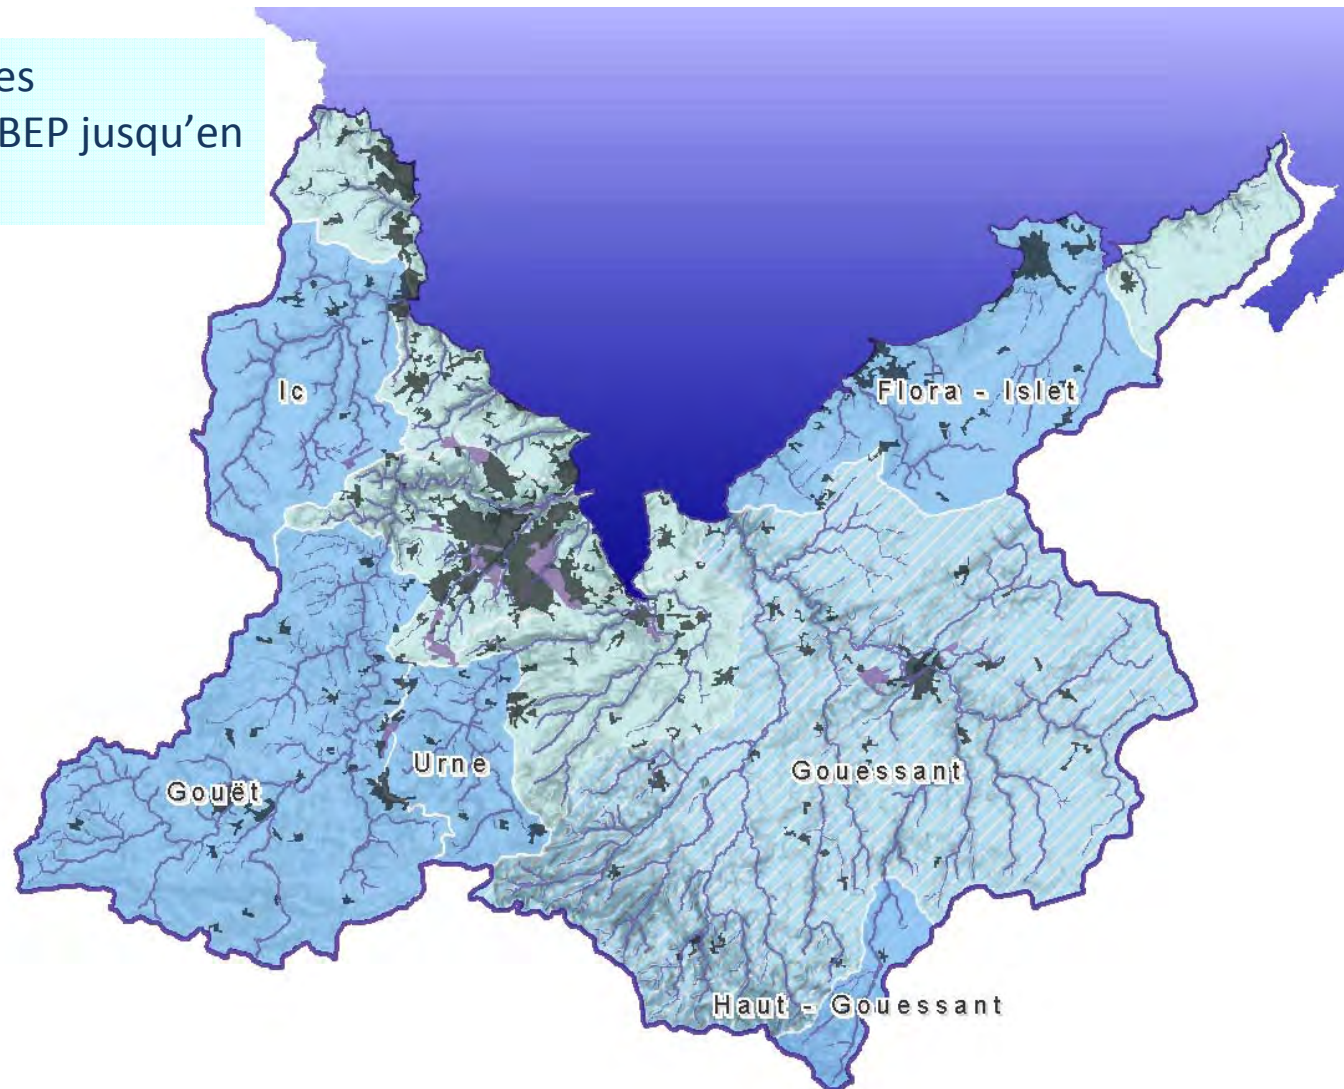 es
BEP jusqu’en
Ic
Flora - Islet
Urne
Gouessant
Gouët
Haut - Gouessant